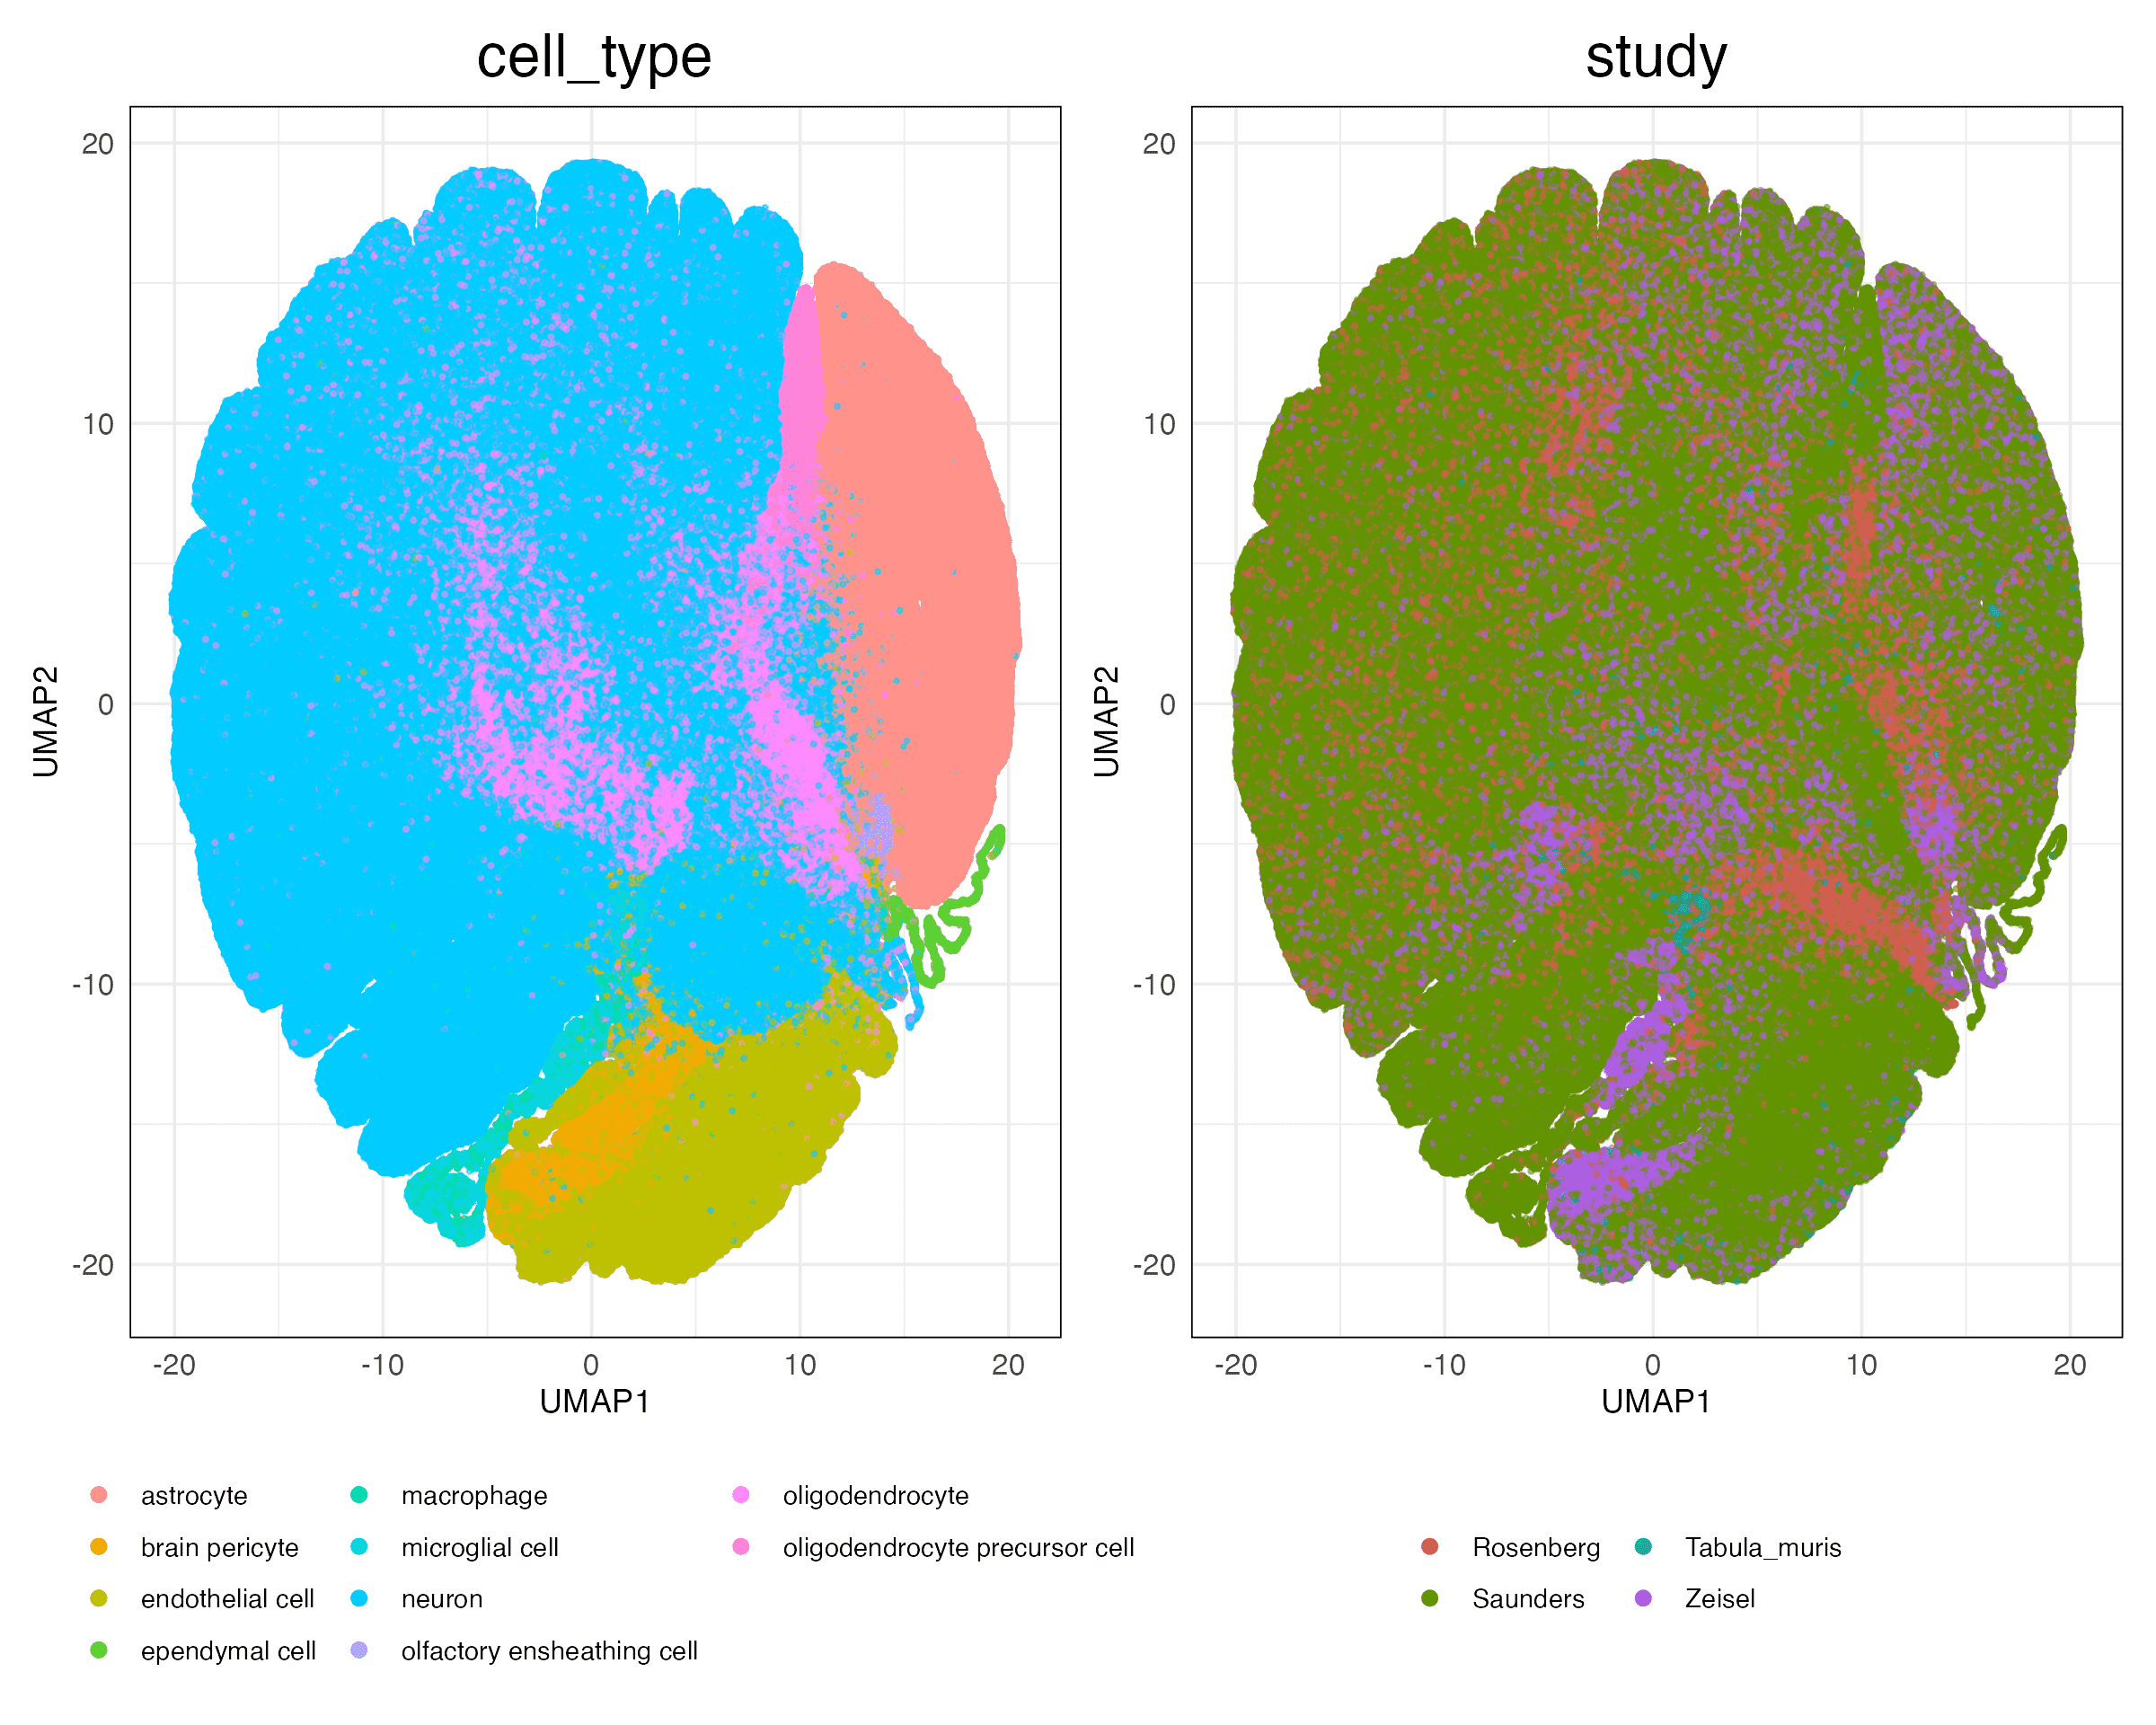 cell_type
study
20
10
0
-10
-20
UMAP2
-20
-10
0
10
20
UMAP1
20
10
0
-10
-20
UMAP2
-20
-10
0
10
20
UMAP1
astrocyte
brain pericyte
endothelial cell
ependymal cell
macrophage
microglial cell
neuron
olfactory ensheathing cell
oligodendrocyte
oligodendrocyte precursor cell
Rosenberg
Saunders
Tabula_muris
Zeisel